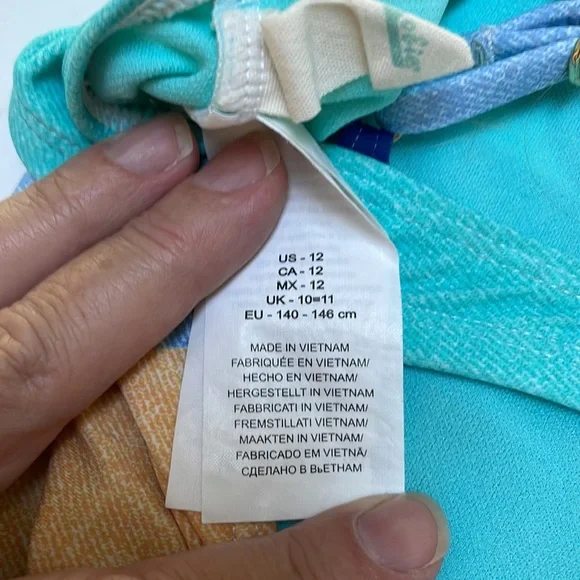 US - 12
CA - 12
MX - 12
UK - 10=11
EU - 140 - 146 cm
MADE IN VIETNAM
FABRIQUÉE EN VIETNAM/
HECHO EN VIETNAM/
HERGESTELLT IN VIETNAM
FABBRICATI IN VIETNAM/
FREMSTILLATI VIETNAM/
MAAKTEN IN VIETNAM/
FABRICADO EM VIETNÃ/
СДЕЛАНО В ВЬЕТНАМ